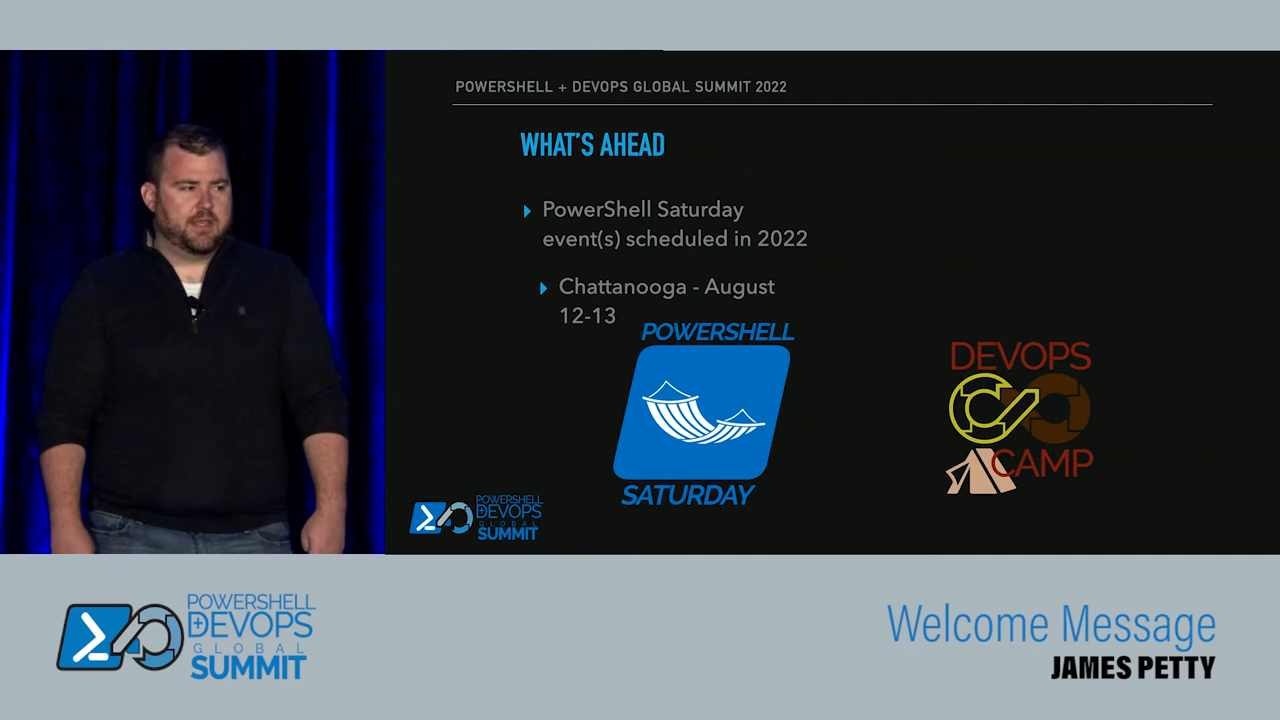 POWERSHELL + DEVOPS GLOBAL SUMMIT 2022
WHAT'S AHEAD
PowerShell Saturday
event(s) scheduled in 2022
Chattanooga - August
12-13
POWERSHELL
SATURDAY
DEVOPS
CAMP
POWERSHELL
DEVOPS
GLOBAL
SUMMIT
POWERSHELL
+DEVOPS
GLOBAL
SUMMIT
Welcome Message
JAMES PETTY